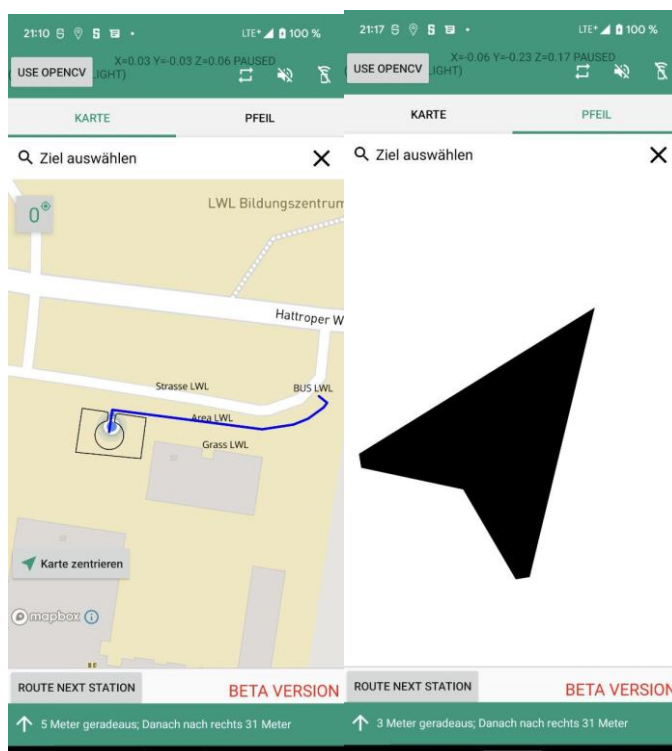 21:10
LTE+ 100 %
X=0.03 Y=-0.03 Z=0.06 PAUSED
USE OPENCV
IGHT)
KARTE
PFEIL
Ziel auswählen
0
LWL Bildungszentrum
Hattroper W
Strasse LWL
BUS LWL
Area LWL
Grass LWL
Karte zentrieren
mapbox
ROUTE NEXT STATION
BETA VERSION
5 Meter geradeaus; Danach nach rechts 31 Meter
21:17
LTE+ 100 %
X=-0.06 Y=-0.23 Z=0.17 PAUSED
USE OPENCV
LIGHT)
KARTE
PFEIL
Ziel auswählen
ROUTE NEXT STATION
BETA VERSION
3 Meter geradeaus; Danach nach rechts 31 Meter